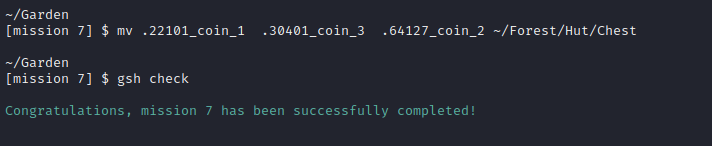 ~/Garden
[mission 7] $ mv .22101_coin_1  .30401_coin_3  .64127_coin_2 ~/Forest/Hut/Chest
~/Garden
[mission 7] $ gsh check
Congratulations, mission 7 has been successfully completed!